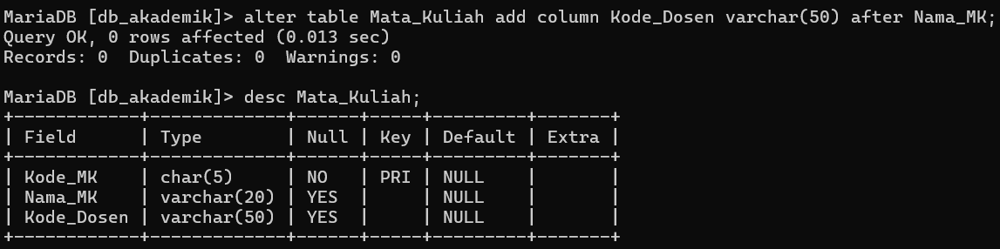 MariaDB [db_akademik]> alter table Mata_Kuliah add column Kode_Dosen varchar(50) after Nama_MK;
Query OK, 0 rows affected (0.013 sec)
Records: 0  Duplicates: 0  Warnings: 0

MariaDB [db_akademik]> desc Mata_Kuliah;
+------------+-------------+------+-----+---------+-------+
| Field      | Type        | Null | Key | Default | Extra |
+------------+-------------+------+-----+---------+-------+
| Kode_MK    | char(5)     | NO   | PRI | NULL    |       |
| Nama_MK    | varchar(20) | YES  |     | NULL    |       |
| Kode_Dosen | varchar(50) | YES  |     | NULL    |       |
+------------+-------------+------+-----+---------+-------+